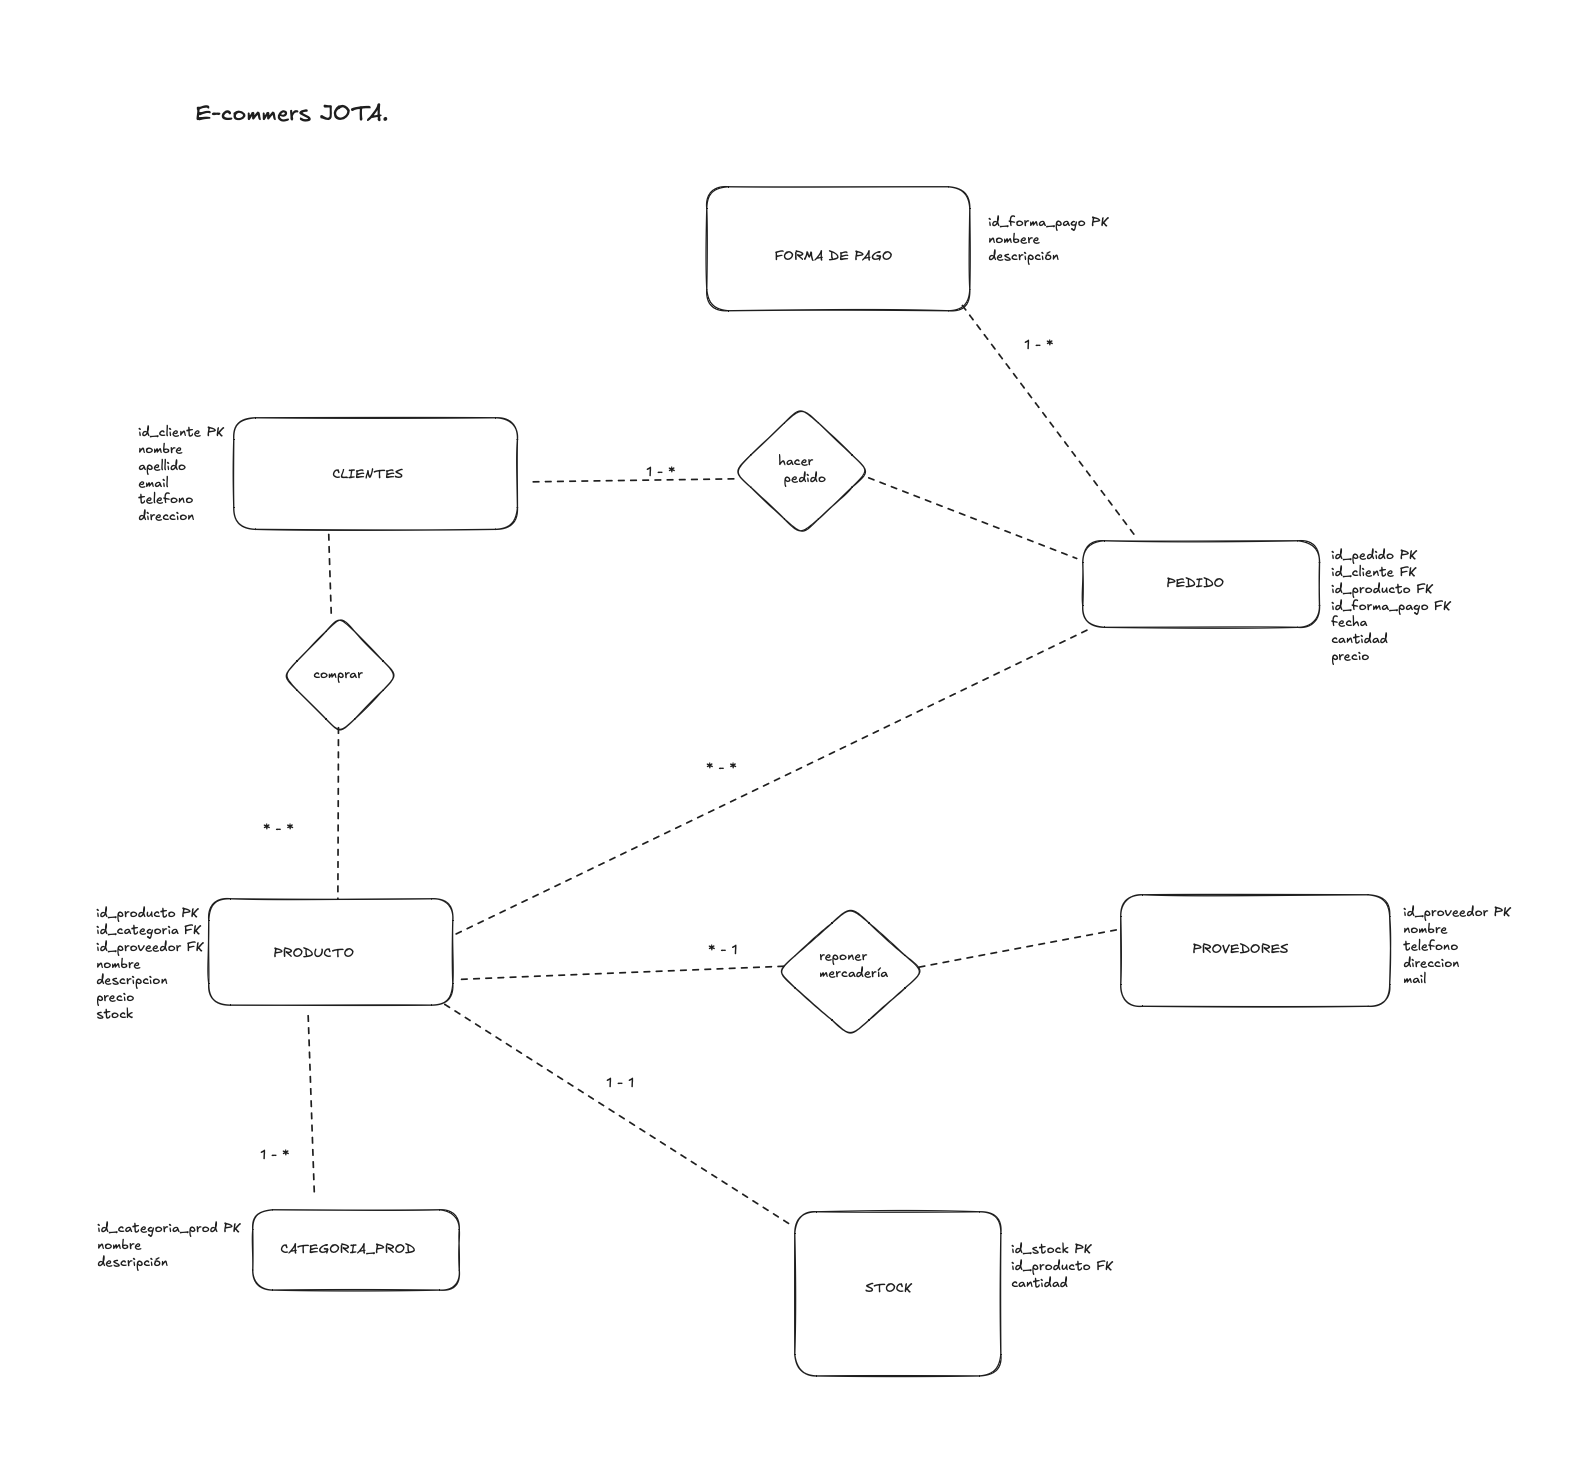 E-commers JOTA.
FORMA DE PAGO
id_forma_pago PK
nombere
descripción
1 - *
id_cliente PK
nombre
apellido
email
telefono
direccion
CLIENTES
1 - *
hacer
pedido
PEDIDO
id_pedido PK
id_cliente FK
id_producto FK
id_forma_pago FK
fecha
cantidad
precio
comprar
* - *
* - *
id_producto PK
id_categoria FK
id_proveedor FK
nombre
descripcion
precio
stock
PRODUCTO
* - 1
reponer
mercadería
PROVEDORES
id_proveedor PK
nombre
telefono
direccion
mail
1 - 1
1 - *
id_categoria_prod PK
nombre
descripción
CATEGORIA_PROD
STOCK
id_stock PK
id_producto FK
cantidad